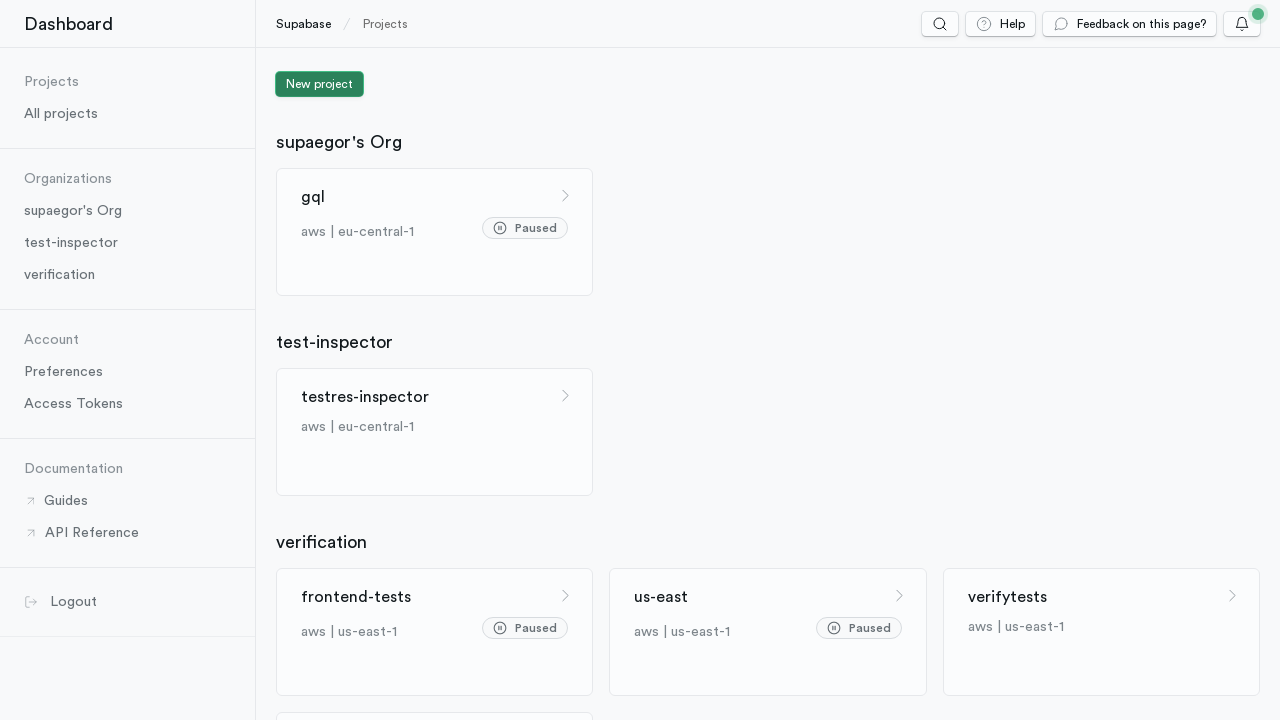 Dashboard
Supabase / Projects
Help
Feedback on this page?
Projects
All projects
Organizations
supaegor's Org
test-inspector
verification
Account
Preferences
Access Tokens
Documentation
Guides
API Reference
Logout
New project
supaegor's Org
gql
aws | eu-central-1
Paused
test-inspector
testres-inspector
aws | eu-central-1
verification
frontend-tests
aws | us-east-1
Paused
us-east
aws | us-east-1
Paused
verifytests
aws | us-east-1